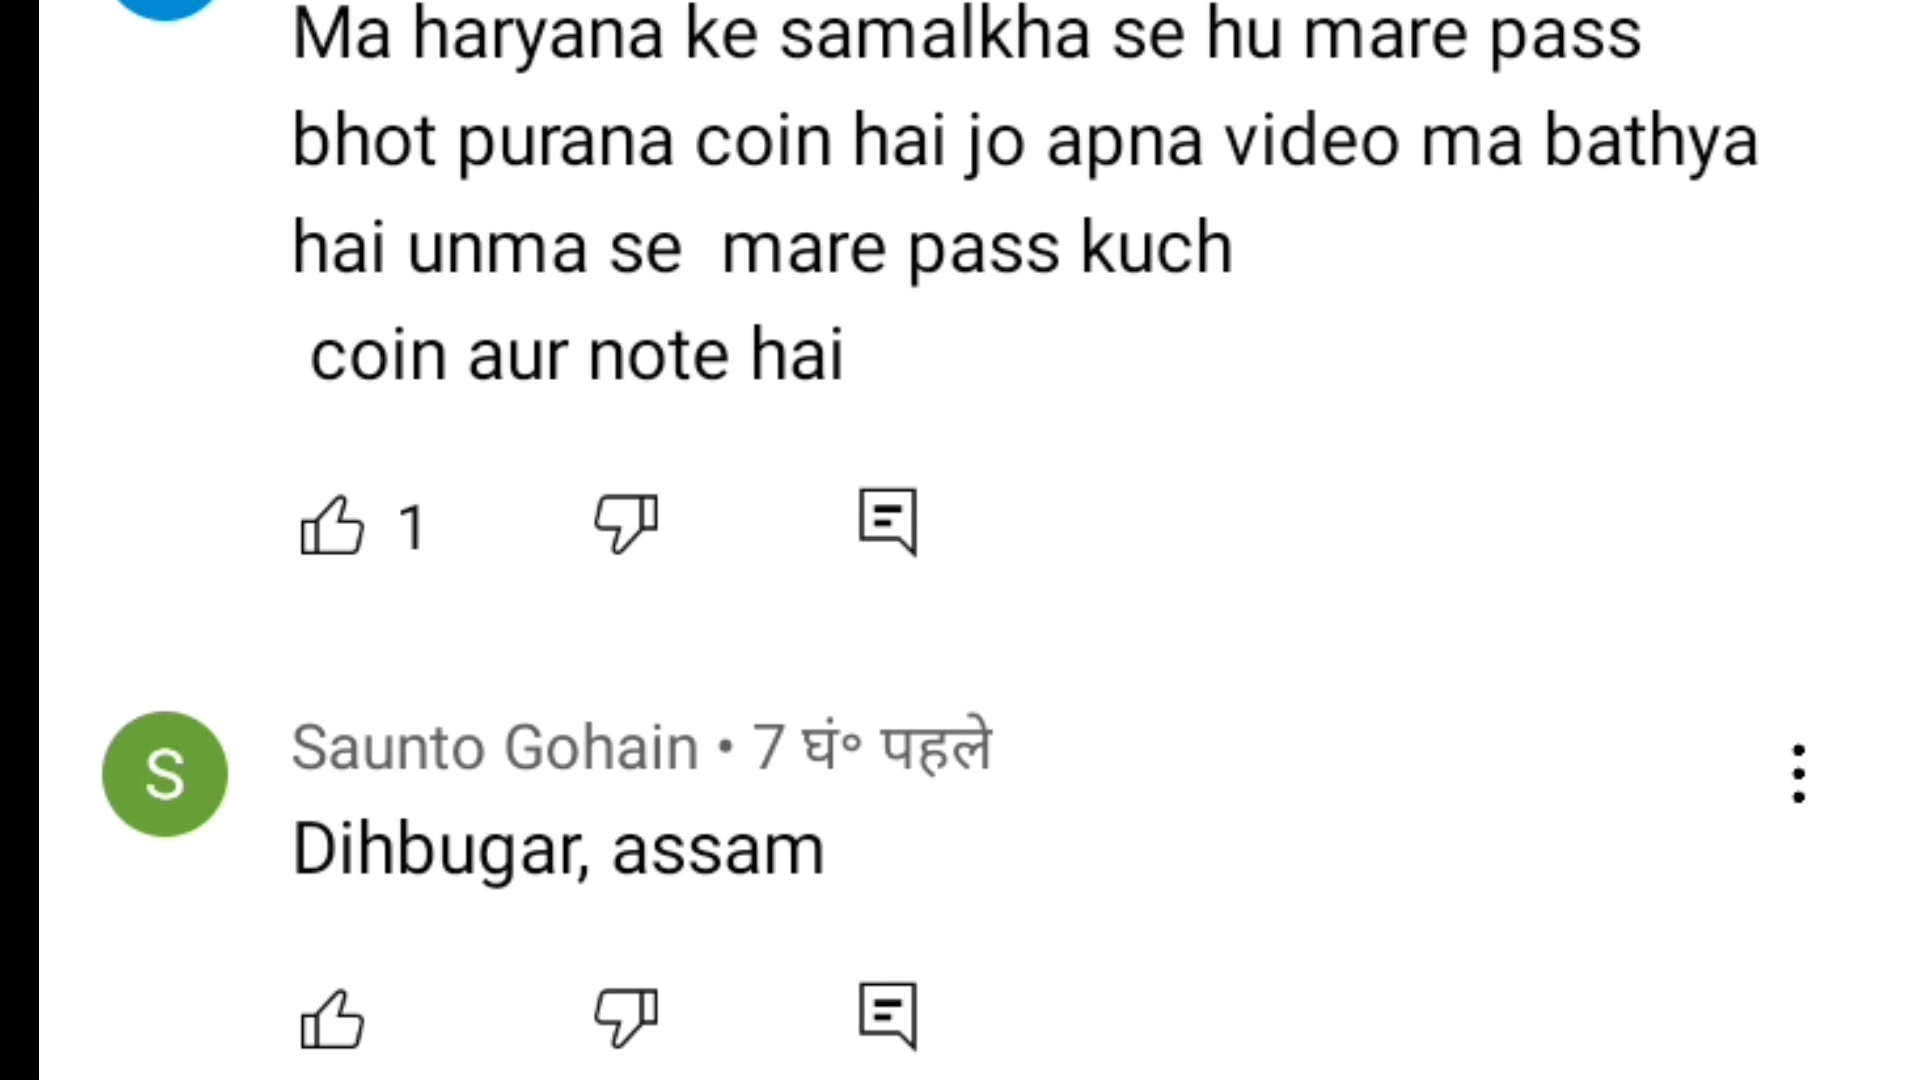 Ma haryana ke samalkha se hu mare pass
bhot purana coin hai jo apna video ma bathya
hai unma se mare pass kuch
coin aur note hai
1
S
Saunto Gohain • 7 घं॰ पहले
Dihbugar, assam